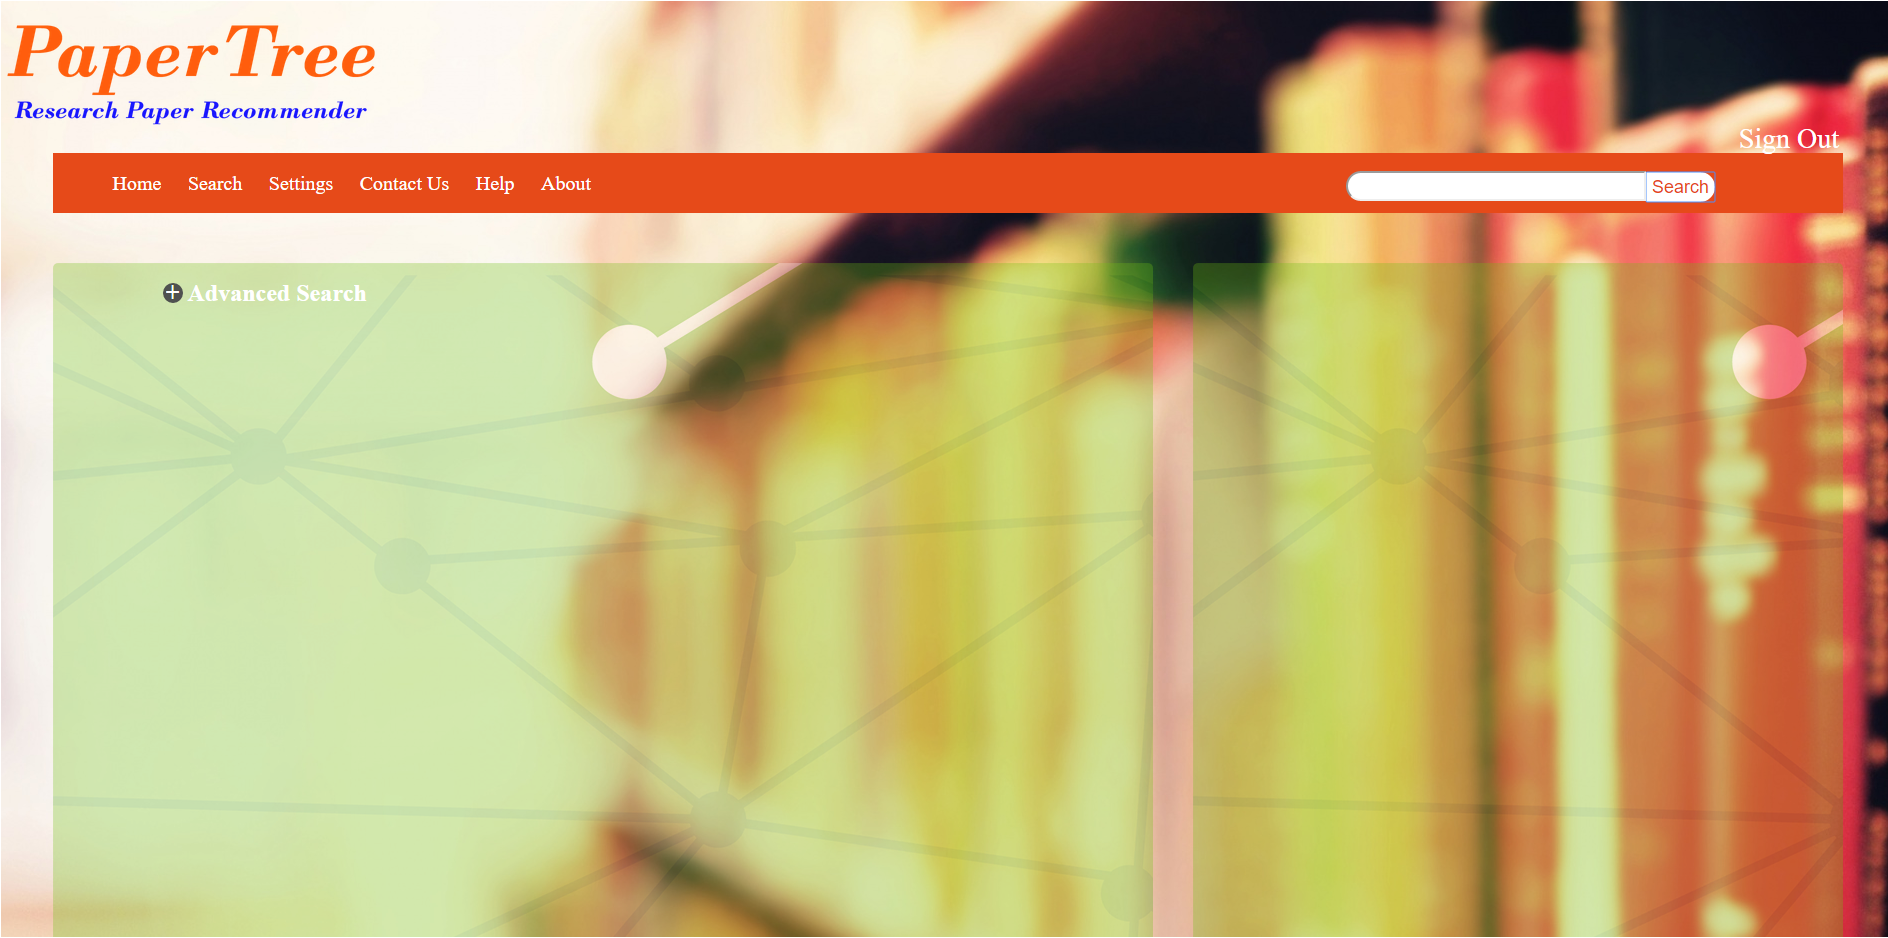 PaperTree
Research Paper Recommender
Sign Out
Home Search Settings Contact Us Help About Search
Advanced Search